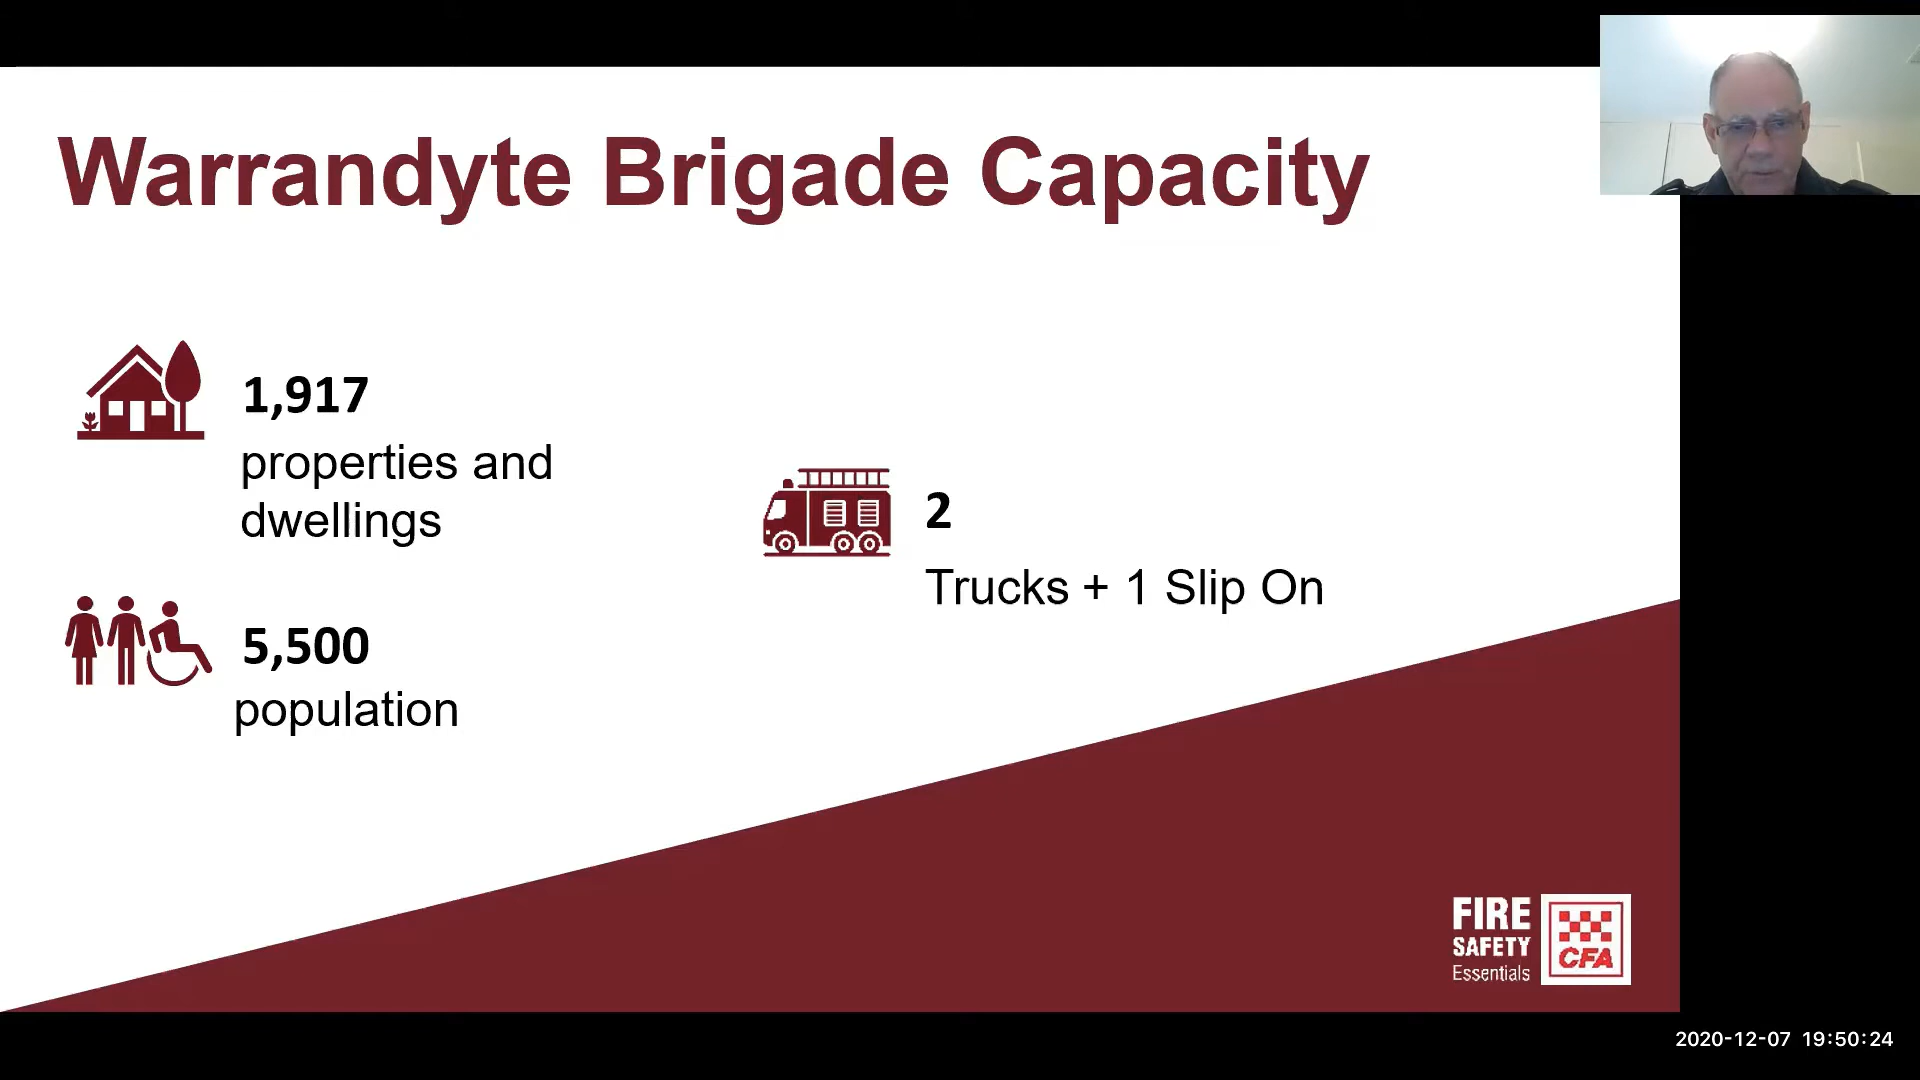 Warrandyte Brigade Capacity
1,917
properties and
dwellings
5,500
population
2
Trucks + 1 Slip On
FIRE
SAFETY
Essentials
CFA
2020-12-07 19:50:24